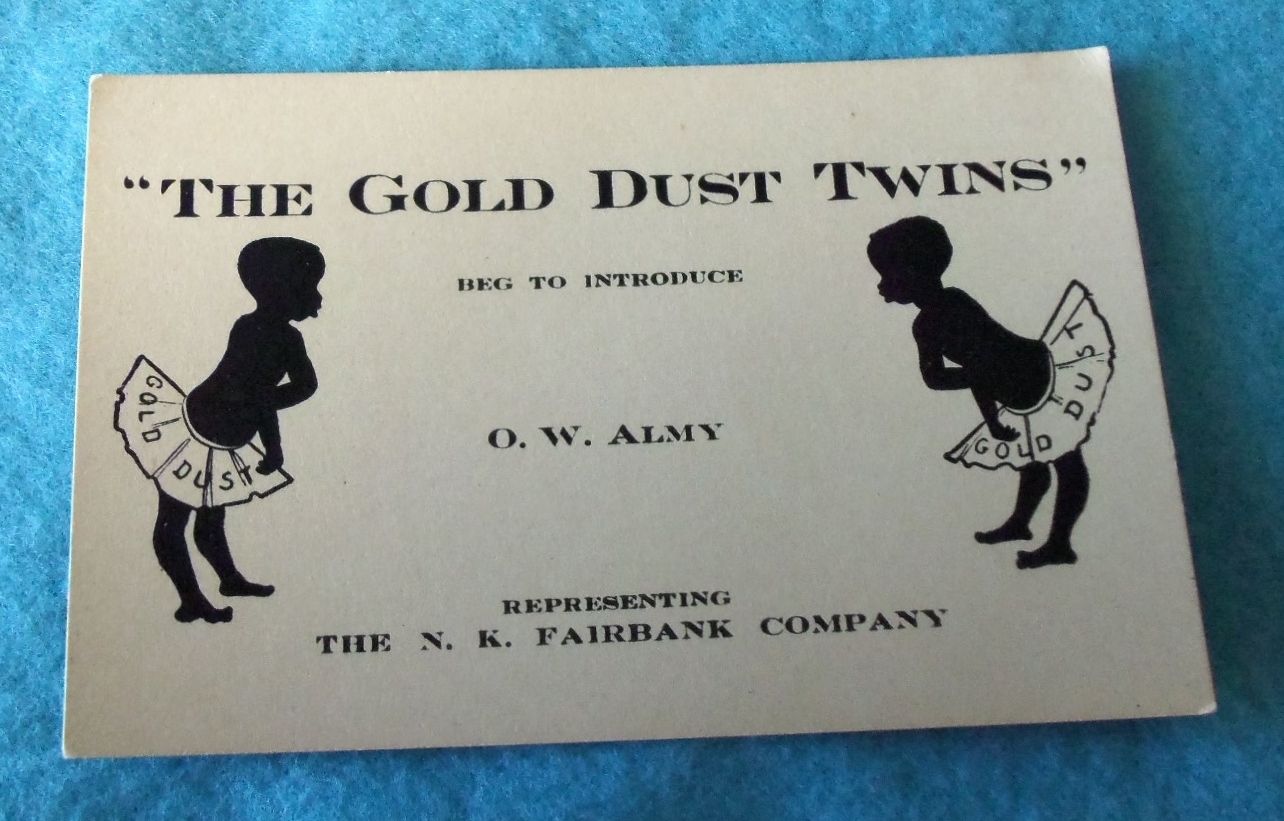 "THE GOLD DUST TWINS"
BEG TO INTRODUCE
O. W. ALMY
GOLD DUST
GOLD DUST
REPRESENTING
THE N. K. FAIRBANK COMPANY